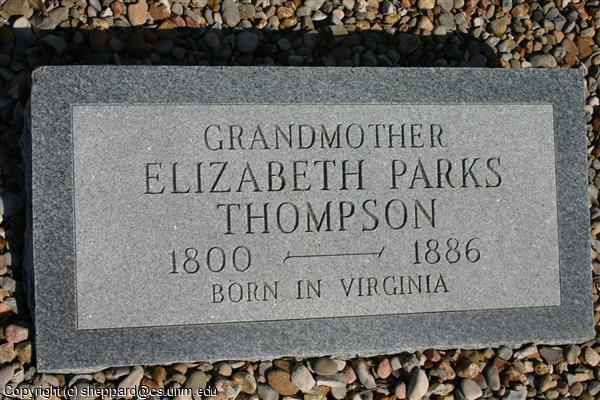 GRANDMOTHER
ELIZABETH PARKS
THOMPSON
1800 — 1886
BORN IN VIRGINIA
Copyright (c) sheppard@cs.unm.edu